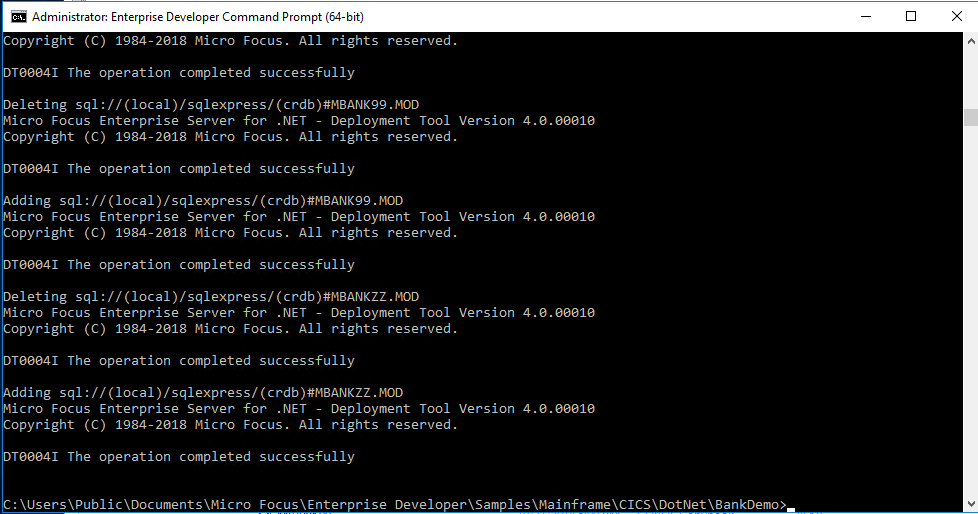 Administrator: Enterprise Developer Command Prompt (64-bit)
Copyright (C) 1984-2018 Micro Focus. All rights reserved.
DT0004I The operation completed successfully
Deleting sql://(local)/sqlexpress/(crdb)#MBANK99.MOD
Micro Focus Enterprise Server for .NET - Deployment Tool Version 4.0.00010
Copyright (C) 1984-2018 Micro Focus. All rights reserved.
DT0004I The operation completed successfully
Adding sql://(local)/sqlexpress/(crdb)#MBANK99.MOD
Micro Focus Enterprise Server for .NET - Deployment Tool Version 4.0.00010
Copyright (C) 1984-2018 Micro Focus. All rights reserved.
DT0004I The operation completed successfully
Deleting sql://(local)/sqlexpress/(crdb)#MBANKZZ.MOD
Micro Focus Enterprise Server for .NET - Deployment Tool Version 4.0.00010
Copyright (C) 1984-2018 Micro Focus. All rights reserved.
DT0004I The operation completed successfully
Adding sql://(local)/sqlexpress/(crdb)#MBANKZZ.MOD
Micro Focus Enterprise Server for .NET - Deployment Tool Version 4.0.00010
Copyright (C) 1984-2018 Micro Focus. All rights reserved.
DT0004I The operation completed successfully
C:\Users\Public\Documents\Micro Focus\Enterprise Developer\Samples\Mainframe\CICS\DotNet\BankDemo>